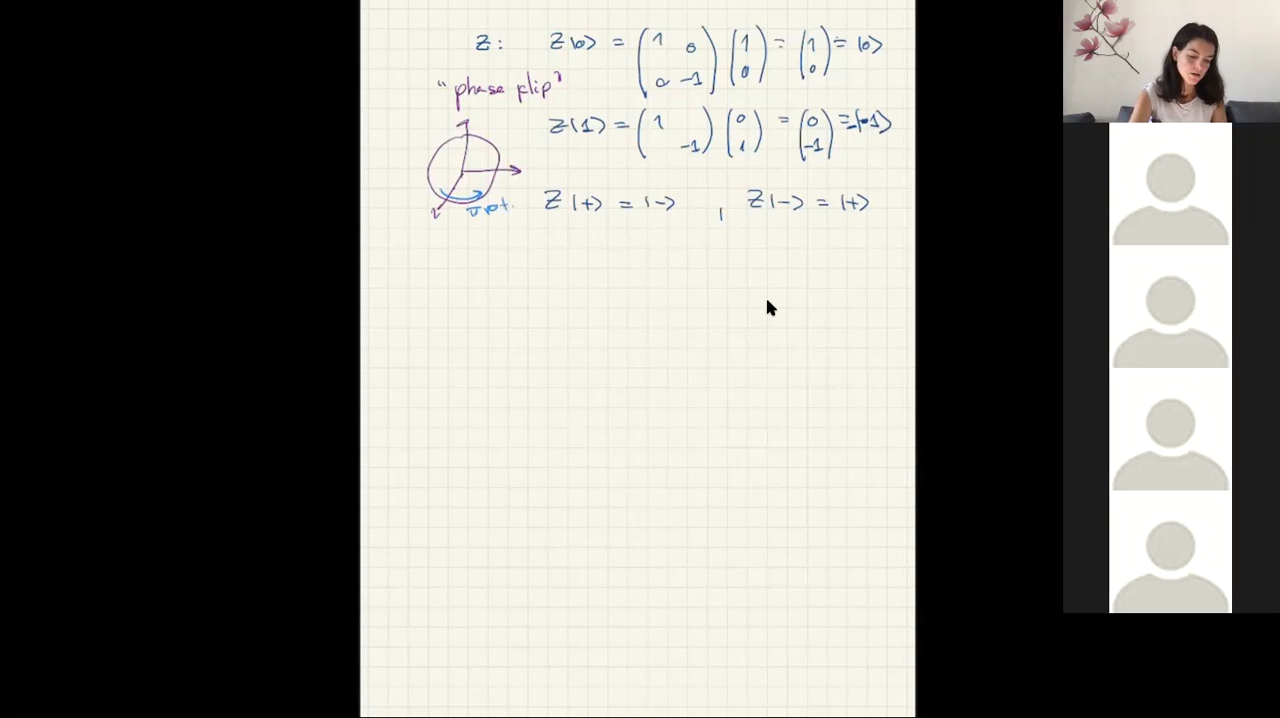 Z: Z|0> = (1 0 0 -1) (1 0) = (1 0) = |0>
"phase flip"
Z|1> = (1 -1) (0 1) = (0 -1) = -|1>
π rot.
Z|+> = |-> , Z|-> = |+>